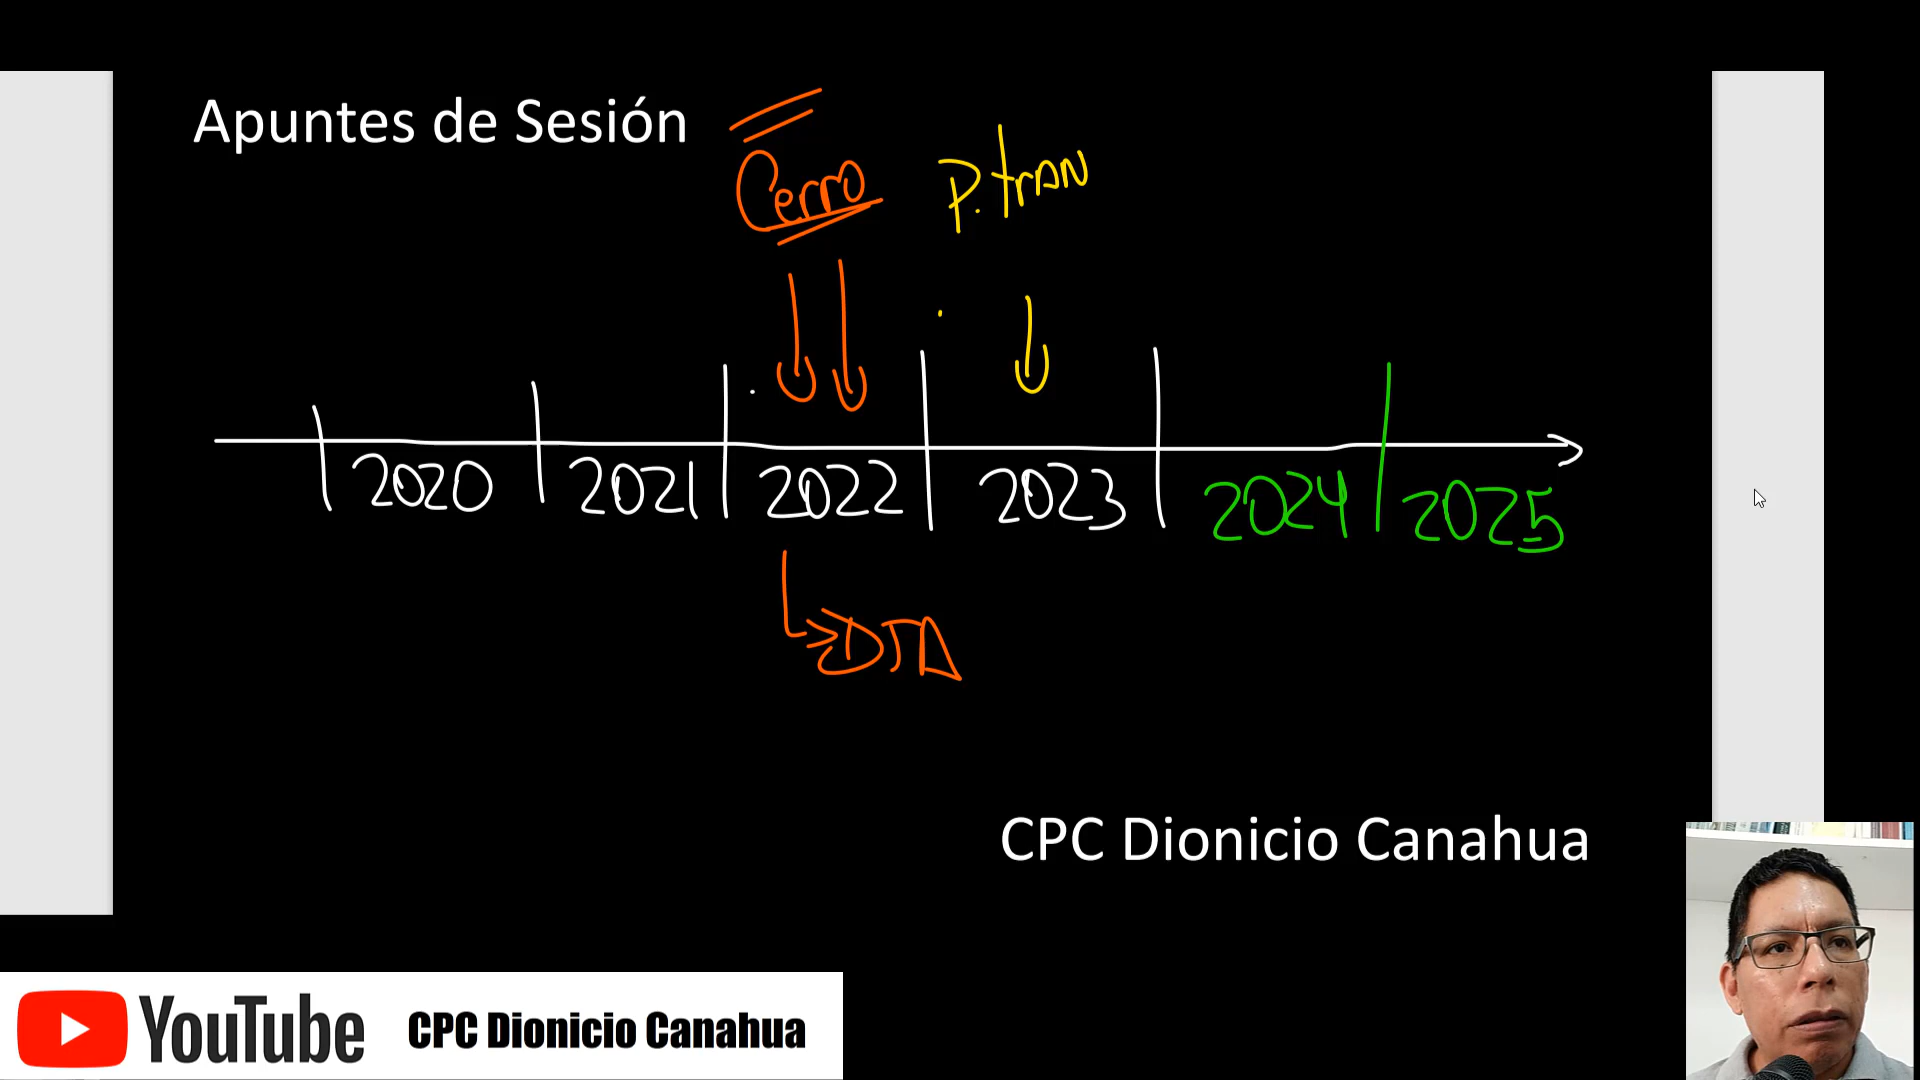 Apuntes de Sesión
Cerro
P. tran
2020
2021
2022
2023
2024
2025
DJA
CPC Dionicio Canahua
YouTube CPC Dionicio Canahua